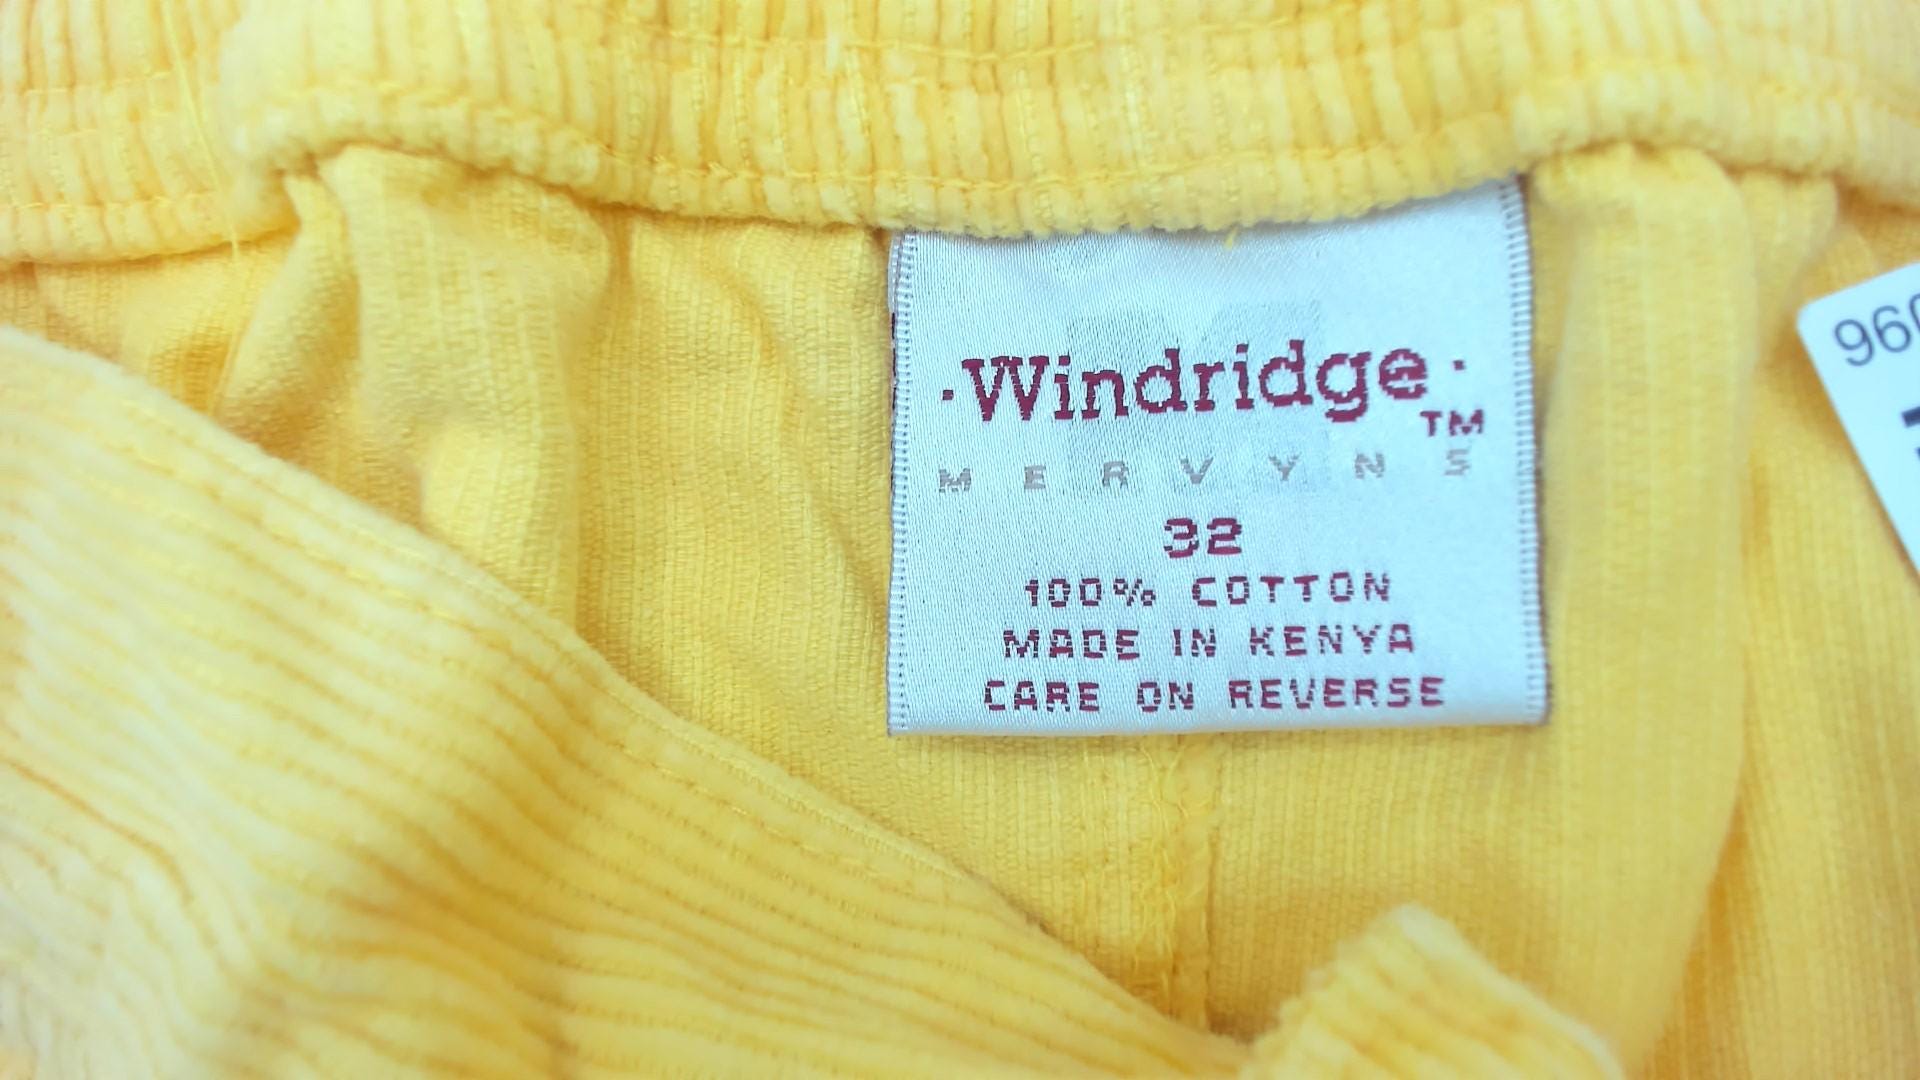 ·Windridge·
TM
MERVYNS
32
100% COTTON
MADE IN KENYA
CARE ON REVERSE